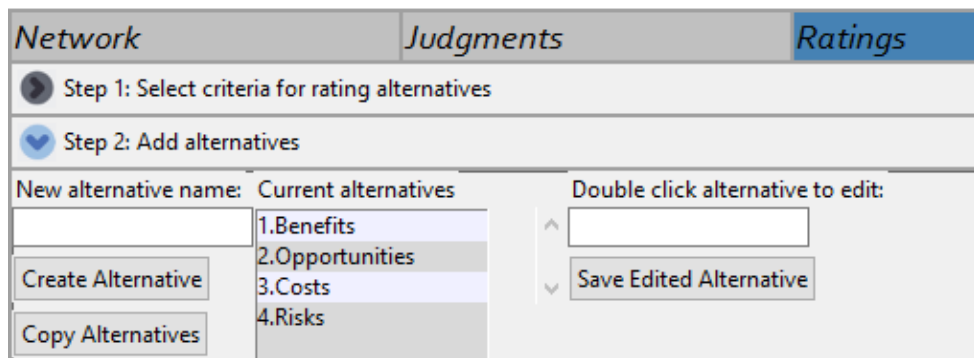 Network
Judgments
Ratings
Step 1: Select criteria for rating alternatives
Step 2: Add alternatives
New alternative name:
Current alternatives
Double click alternative to edit:
1.Benefits
2.Opportunities
3.Costs
4.Risks
Create Alternative
Save Edited Alternative
Copy Alternatives